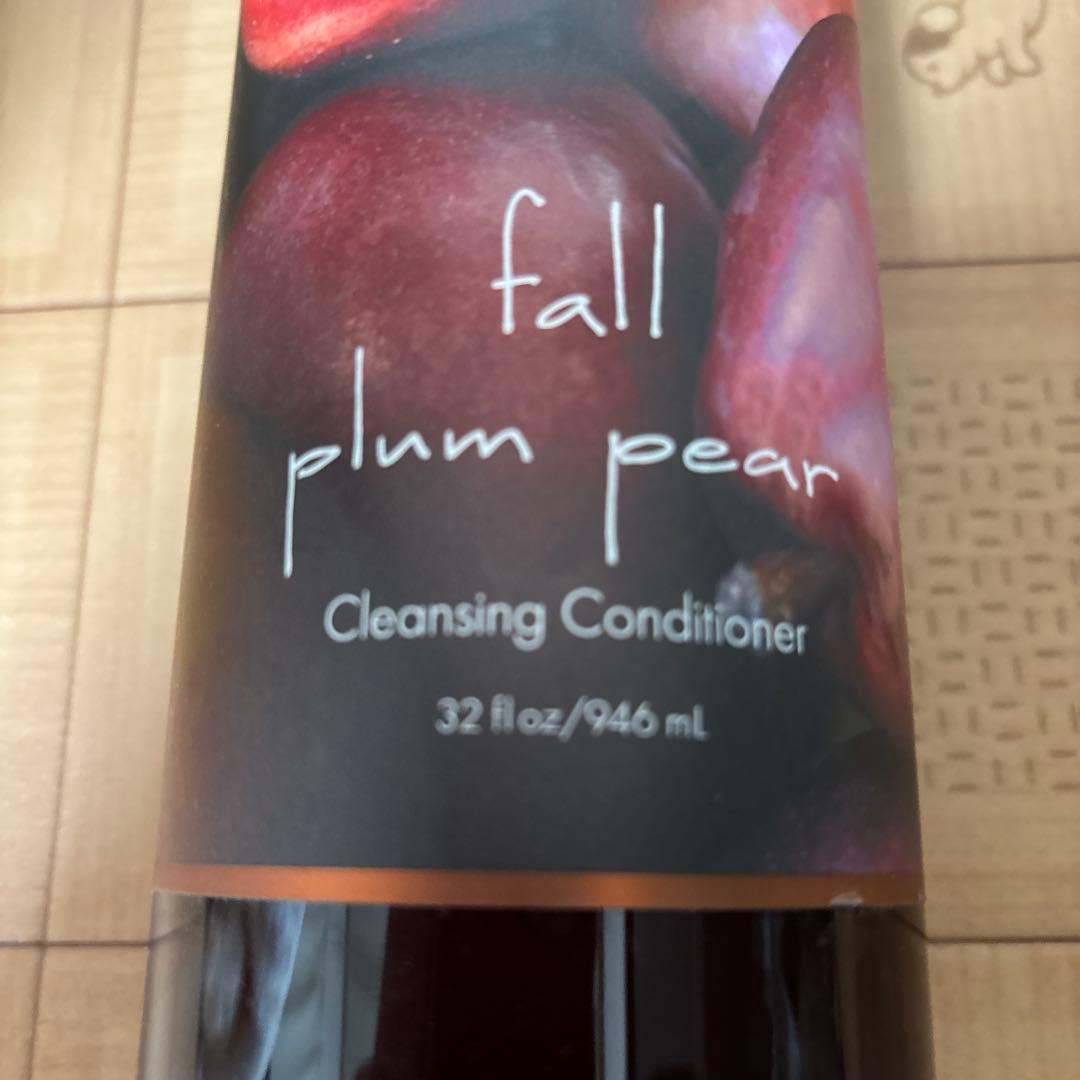 fall
plum pear
Cleansing Conditioner
32 fl oz/946 mL